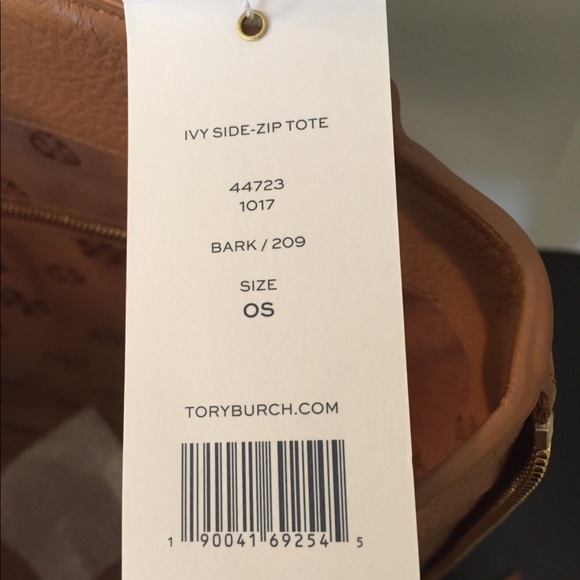 IVY SIDE-ZIP TOTE
44723
1017
BARK / 209
SIZE
OS
TORYBURCH.COM
1 90041 69254 5